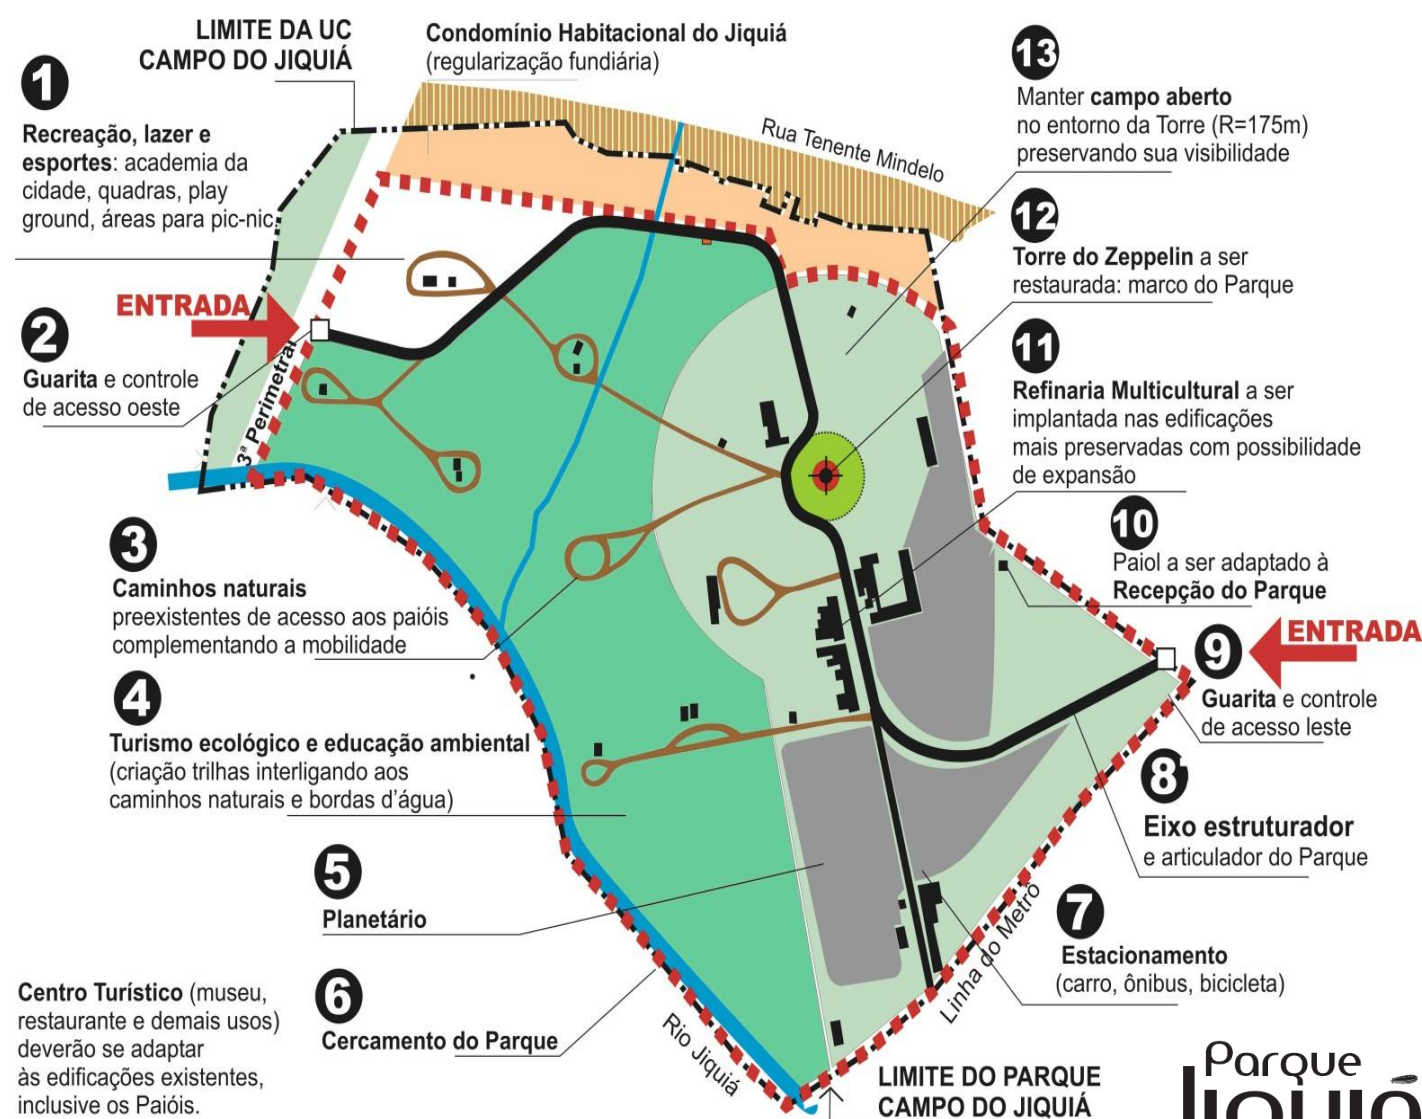 LIMITE DA UC
CAMPO DO JIQUIÁ
Condomínio Habitacional do Jiquiá
(regularização fundiária)
Rua Tenente Mindelo
1
Recreação, lazer e
esportes: academia da
cidade, quadras, play
ground, áreas para pic-nic
ENTRADA
2
Guarita e controle
de acesso oeste
3ª Perimetral
3
Caminhos naturais
preexistentes de acesso aos paióis
complementando a mobilidade
4
Turismo ecológico e educação ambiental
(criação trilhas interligando aos
caminhos naturais e bordas d'água)
5
Planetário
6
Cercamento do Parque
Centro Turístico (museu,
restaurante e demais usos)
deverão se adaptar
às edificações existentes,
inclusive os Paióis.
Rio Jiquiá
13
Manter campo aberto
no entorno da Torre (R=175m)
preservando sua visibilidade
12
Torre do Zeppelin a ser
restaurada: marco do Parque
11
Refinaria Multicultural a ser
implantada nas edificações
mais preservadas com possibilidade
de expansão
10
Paiol a ser adaptado à
Recepção do Parque
ENTRADA
9
Guarita e controle
de acesso leste
8
Eixo estruturador
e articulador do Parque
7
Estacionamento
(carro, ônibus, bicicleta)
Linha do Metrô
LIMITE DO PARQUE
CAMPO DO JIQUIÁ
Parque
Jiquiá